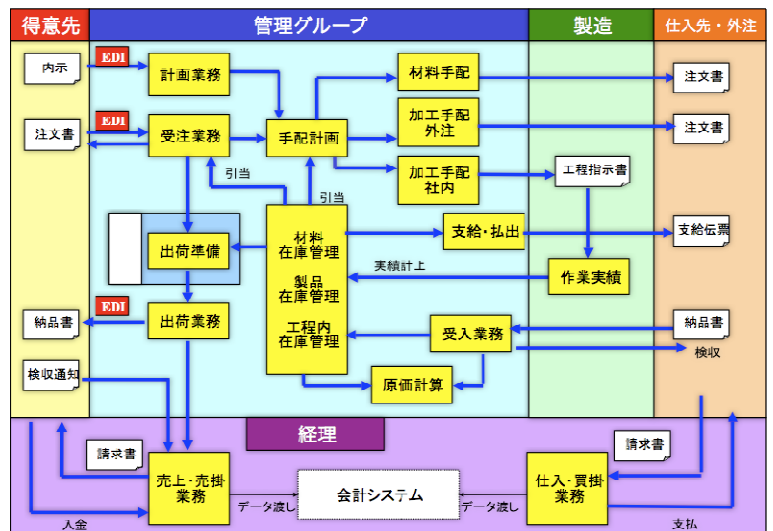 得意先
管理グループ
製造
仕入先・外注
内示
EDI
計画業務
材料手配
注文書
注文書
EDI
受注業務
手配計画
加工手配
外注
注文書
引当
引当
加工手配
社内
工程指示書
出荷準備
材料
在庫管理
製品
在庫管理
工程内
在庫管理
支給・払出
支給伝票
実績計上
作業実績
納品書
EDI
出荷業務
受入業務
納品書
検収
検収通知
原価計算
経理
請求書
売上・売掛
業務
データ渡し
会計システム
データ渡し
仕入・買掛
業務
請求書
入金
支払